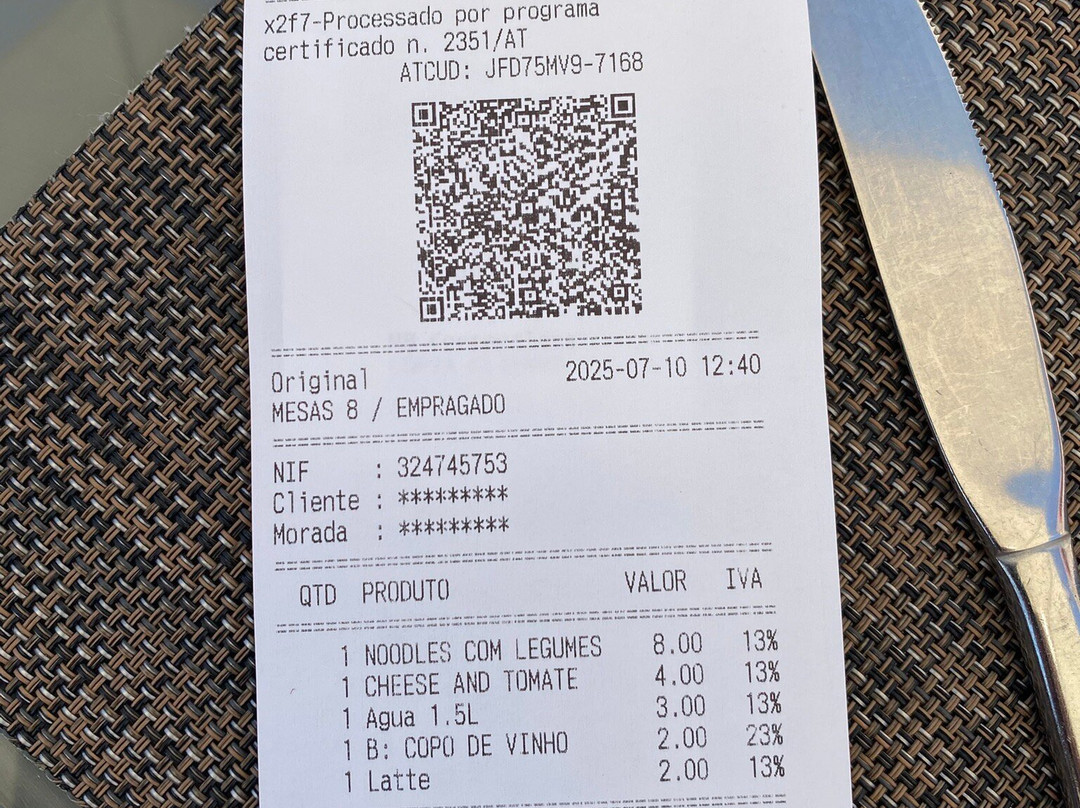 x2f7-Processado por programa
certificado n. 2351/AT
ATCUD: JFD75MV9-7168
Original 2025-07-10 12:40
MESAS 8 / EMPRAGADO
NIF : 324745753
Cliente : *********
Morada : *********
QTD PRODUTO VALOR IVA
1 NOODLES COM LEGUMES 8.00 13%
1 CHEESE AND TOMATE 4.00 13%
1 Agua 1.5L 3.00 13%
1 B: COPO DE VINHO 2.00 23%
1 Latte 2.00 13%